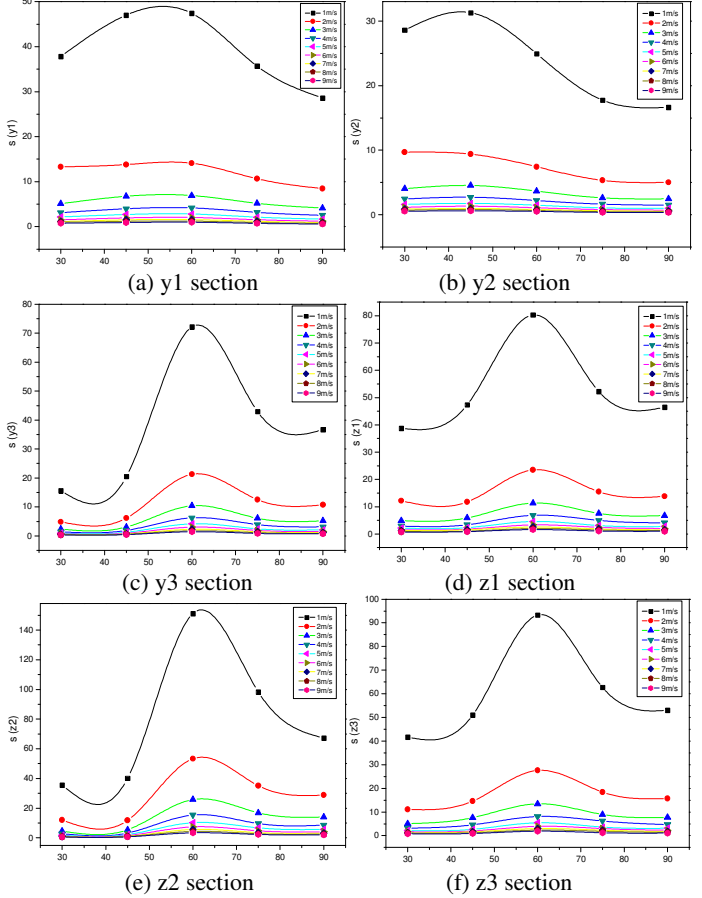 50
40
30
20
10
0
s (y1)
1m/s
2m/s
3m/s
4m/s
5m/s
6m/s
7m/s
8m/s
9m/s
30 40 50 60 70 80 90
(a) y1 section
30
20
10
0
s (y2)
1m/s
2m/s
3m/s
4m/s
5m/s
6m/s
7m/s
8m/s
9m/s
30 40 50 60 70 80 90
(b) y2 section
80
70
60
50
40
30
20
10
0
s (y3)
1m/s
2m/s
3m/s
4m/s
5m/s
6m/s
7m/s
8m/s
9m/s
30 40 50 60 70 80 90
(c) y3 section
80
70
60
50
40
30
20
10
0
s (z1)
1m/s
2m/s
3m/s
4m/s
5m/s
6m/s
7m/s
8m/s
9m/s
30 40 50 60 70 80 90
(d) z1 section
140
120
100
80
60
40
20
0
s (z2)
1m/s
2m/s
3m/s
4m/s
5m/s
6m/s
7m/s
8m/s
9m/s
30 40 50 60 70 80 90
(e) z2 section
100
90
80
70
60
50
40
30
20
10
0
s (z3)
1m/s
2m/s
3m/s
4m/s
5m/s
6m/s
7m/s
8m/s
9m/s
30 40 50 60 70 80 90
(f) z3 section